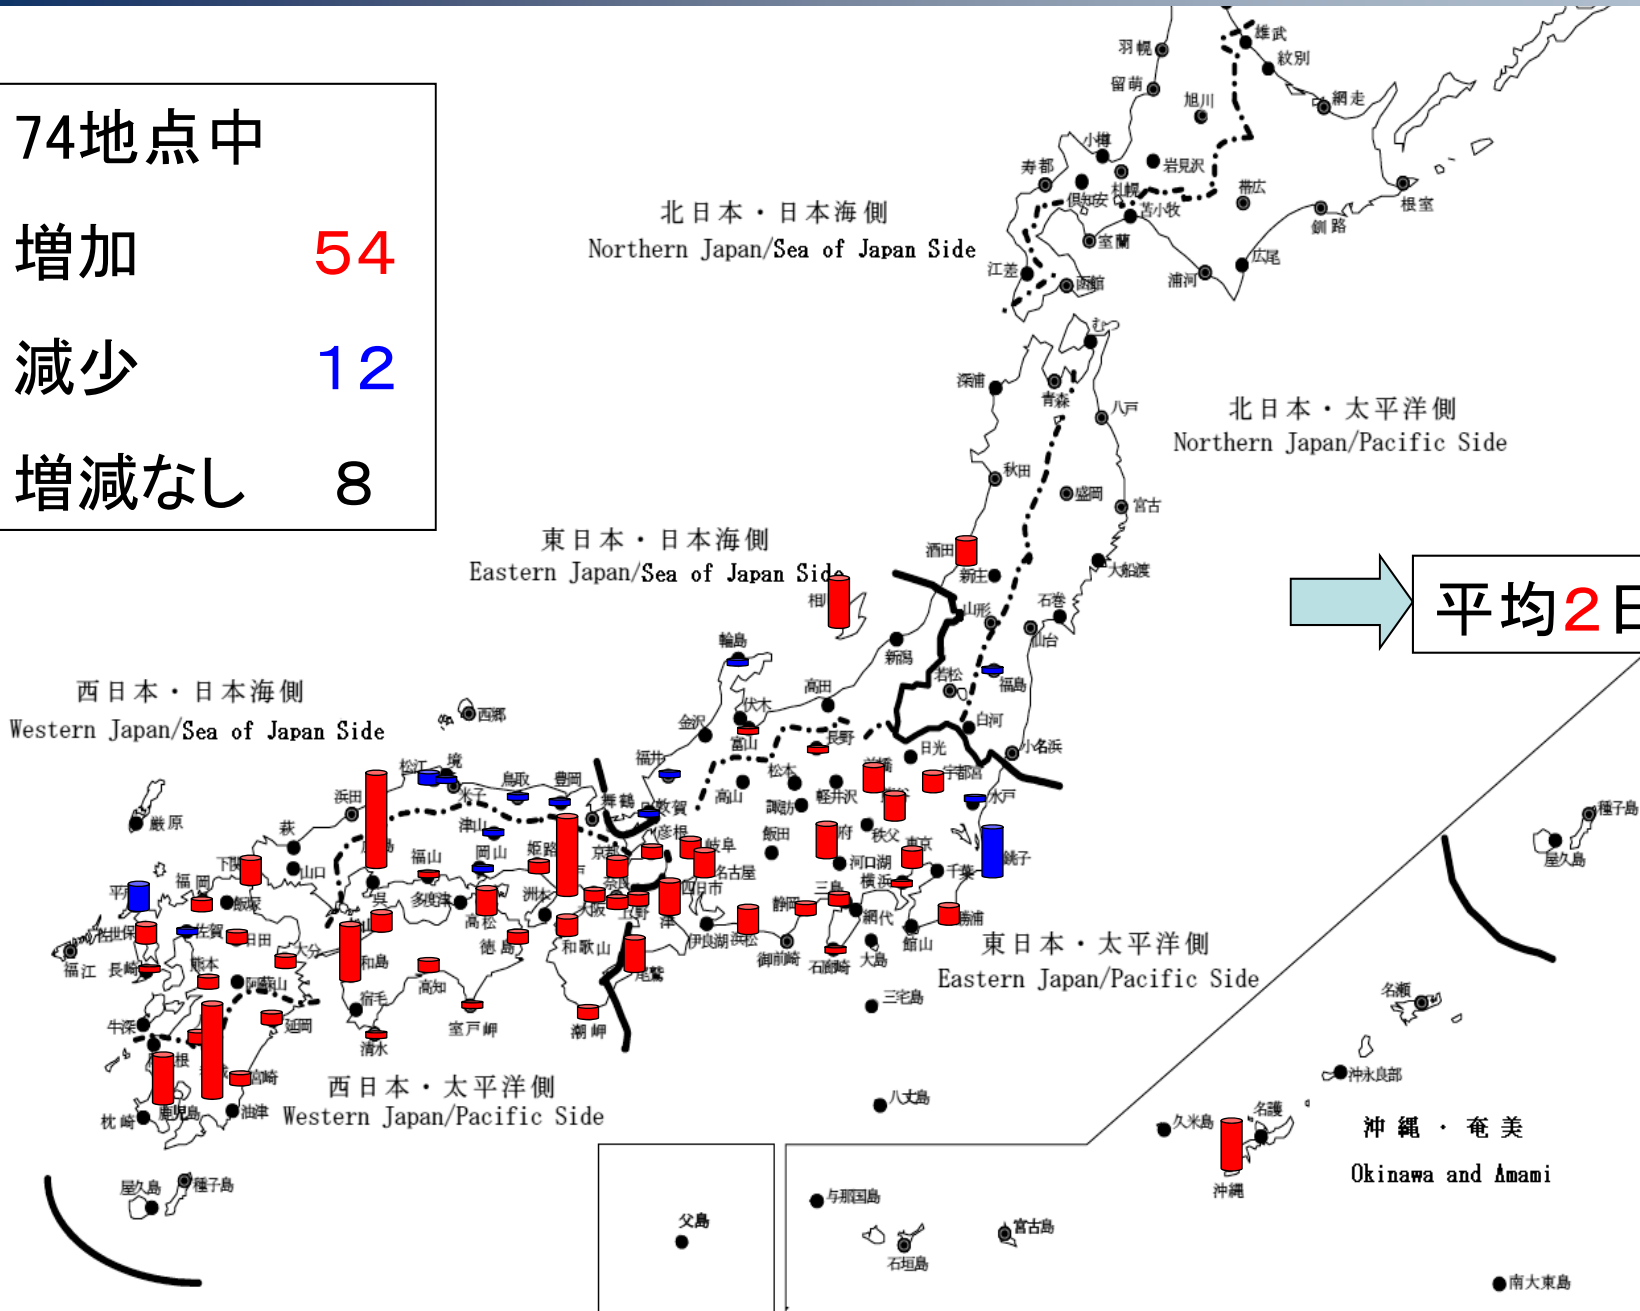 74地点中
増加 54
減少 12
増減なし 8
平均2日
北日本・日本海側
Northern Japan/Sea of Japan Side
北日本・太平洋側
Northern Japan/Pacific Side
東日本・日本海側
Eastern Japan/Sea of Japan Side
西日本・日本海側
Western Japan/Sea of Japan Side
東日本・太平洋側
Eastern Japan/Pacific Side
西日本・太平洋側
Western Japan/Pacific Side
沖縄・奄美
Okinawa and Amami
雄武
羽幌
紋別
留萌
旭川
網走
小樽
岩見沢
寿都
札幌
倶知安
帯広
根室
苫小牧
釧路
室蘭
広尾
江差
浦河
函館
むつ
深浦
青森
八戸
秋田
盛岡
宮古
酒田
新庄
大船渡
石巻
山形
仙台
新潟
輪島
若松
福島
高田
伏木
白河
金沢
富山
長野
日光
小名浜
西郷
福井
松江
境
鳥取
豊岡
松本
宇都宮
米子
高山
軽井沢
水戸
浜田
舞鶴
敦賀
諏訪
厳原
津山
彦根
飯田
秩父
萩
京都
岐阜
東京
福山
岡山
姫路
河口湖
銚子
下関
山口
名古屋
千葉
横浜
福岡
奈良
四日市
三島
飯塚
呉
多度津
洲本
大阪
上野
静岡
網代
勝浦
高松
津
佐世保
佐賀
日田
徳島
和歌山
伊良湖
浜松
御前崎
石廊崎
大島
館山
大分
福江
長崎
熊本
阿蘇山
高知
尾鷲
宿毛
三宅島
牛深
延岡
清水
室戸岬
潮岬
宮崎
鹿児島
油津
枕崎
八丈島
屋久島
種子島
種子島
屋久島
名瀬
沖永良部
久米島
名護
沖縄
父島
与那国島
石垣島
宮古島
南大東島